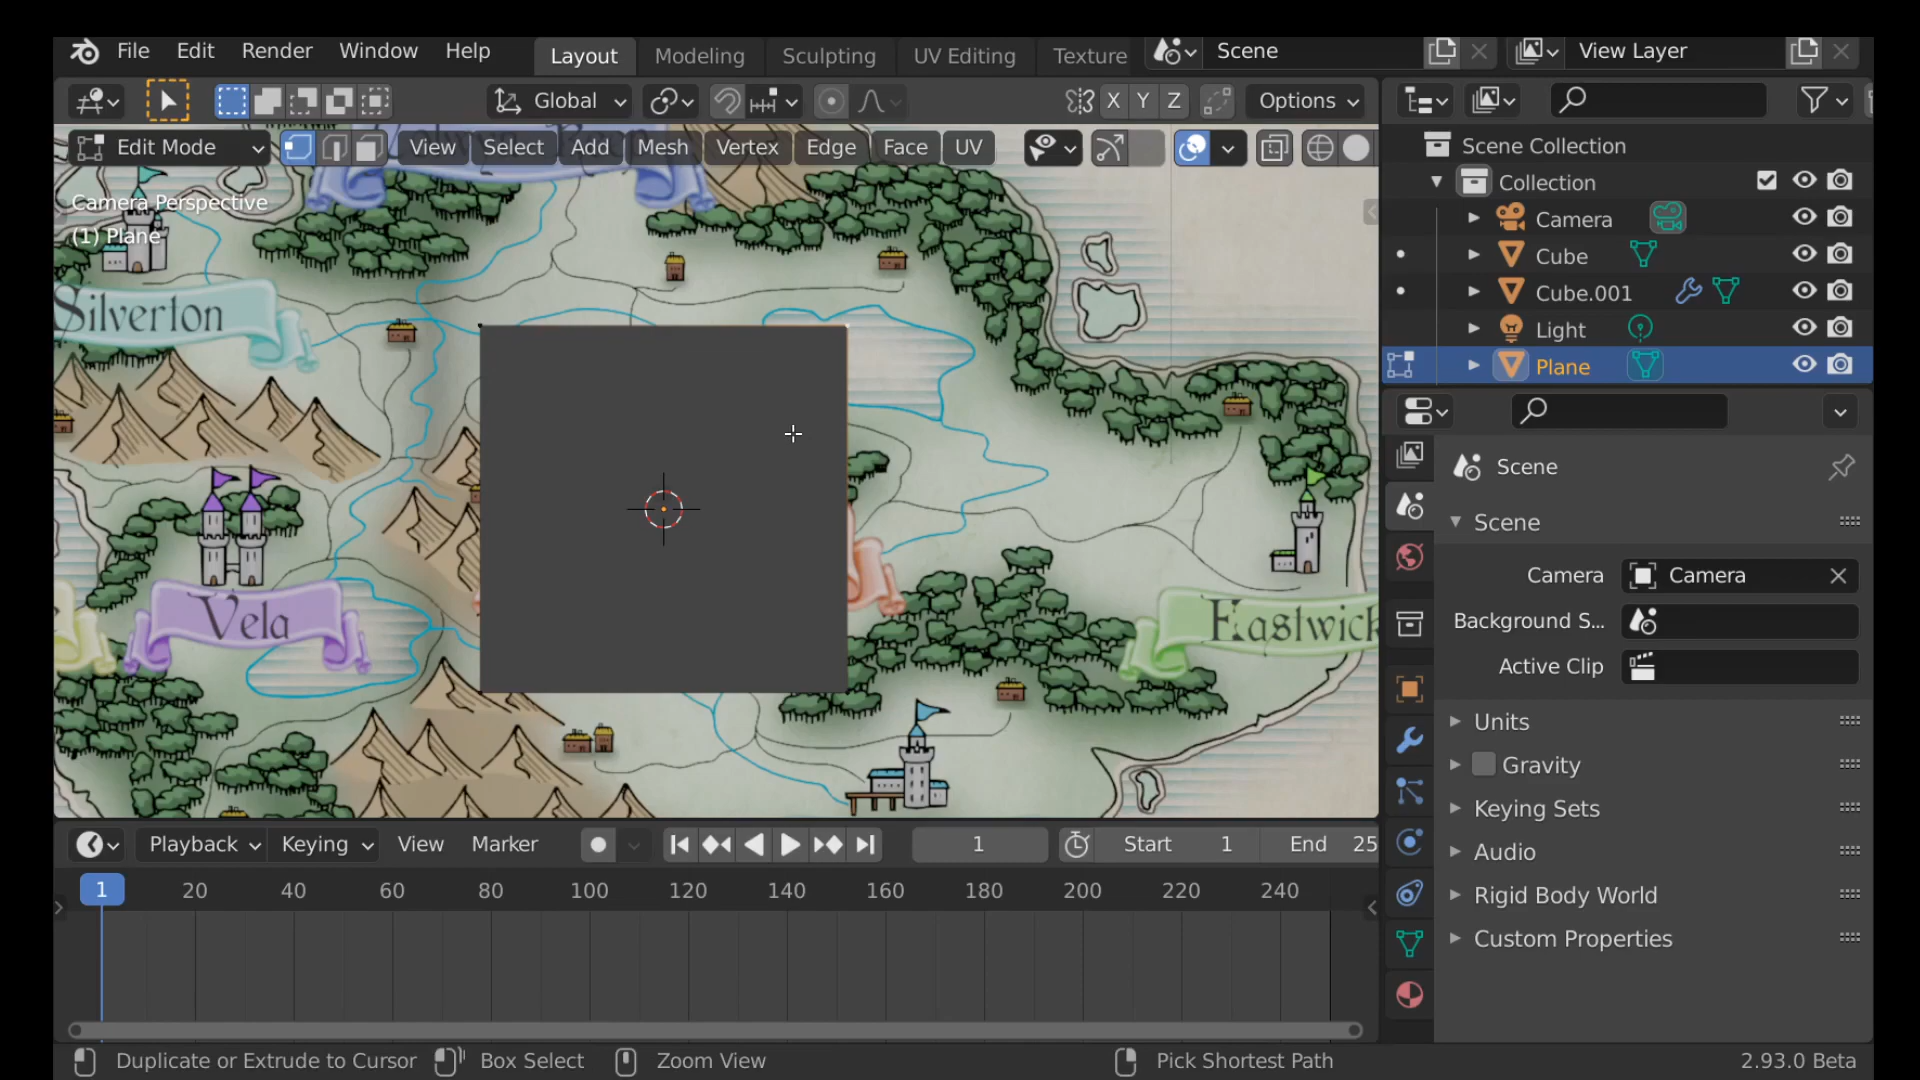 File Edit Render Window Help Layout Modeling Sculpting UV Editing Texture Scene View Layer
Global X Y Z Options
Edit Mode View Select Add Mesh Vertex Edge Face UV
Camera Perspective
(1) Plane
Silverton
Vela
Eastwick
Scene Collection
Collection
Camera
Cube
Cube.001
Light
Plane
Scene
Scene
Camera Camera
Background S...
Active Clip
Units
Gravity
Keying Sets
Audio
Rigid Body World
Custom Properties
Playback Keying View Marker 1 Start 1 End 25
1 20 40 60 80 100 120 140 160 180 200 220 240
Duplicate or Extrude to Cursor Box Select Zoom View Pick Shortest Path 2.93.0 Beta